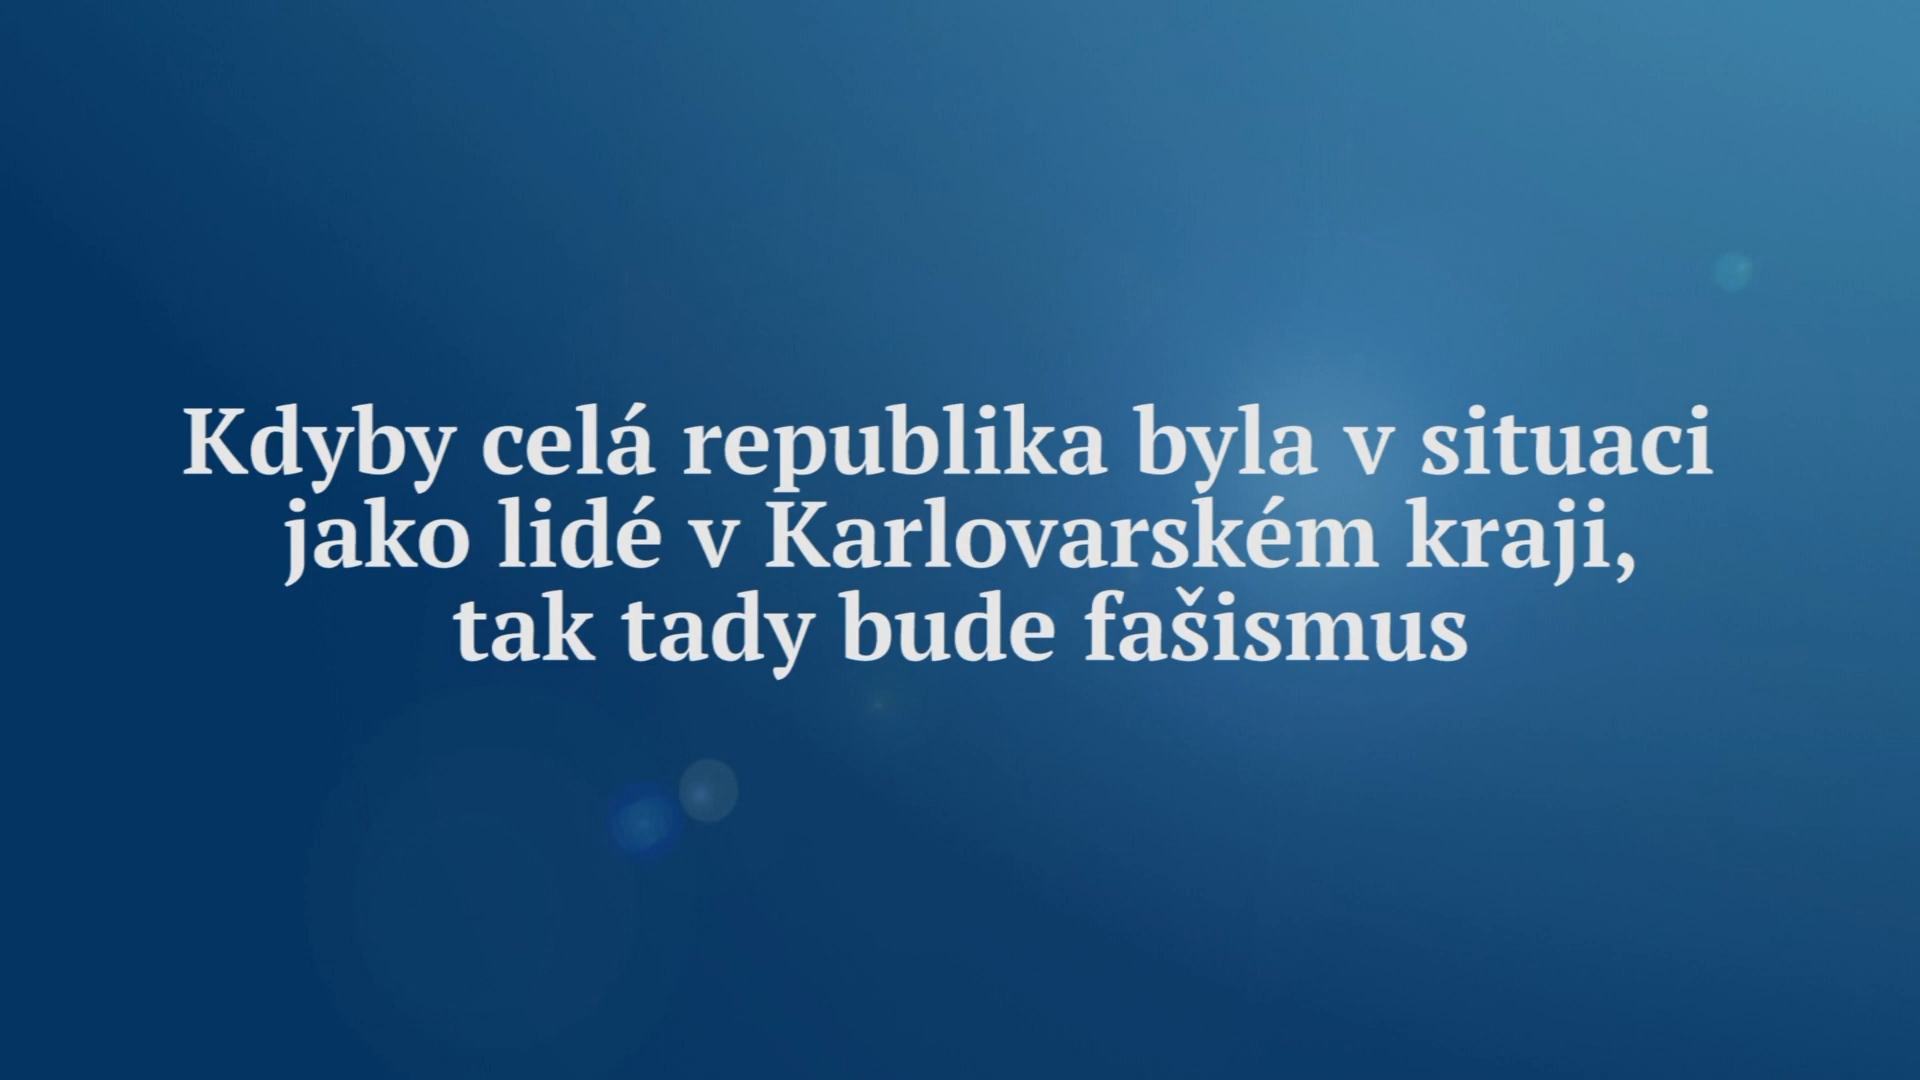 Kdyby celá republika byla v situaci
jako lidé v Karlovarském kraji,
tak tady bude fašismus